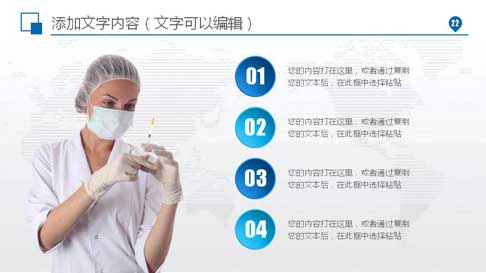 添加文字内容（文字可以编辑）
22
01
您的内容打在这里，或者通过复制
您的文本后，在此框中选择粘贴
02
您的内容打在这里，或者通过复制
您的文本后，在此框中选择粘贴
03
您的内容打在这里，或者通过复制
您的文本后，在此框中选择粘贴
04
您的内容打在这里，或者通过复制
您的文本后，在此框中选择粘贴